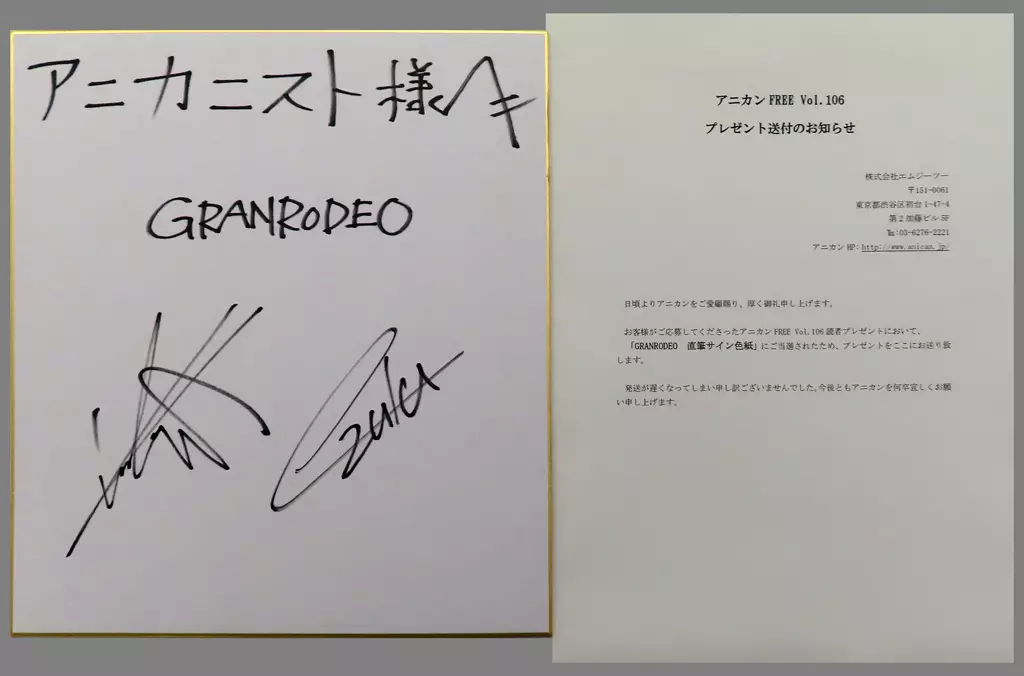 アニカニスト様へ
GRANRODEO
アニカン FREE Vol.106
プレゼント送付のお知らせ
株式会社エムジーツー
〒151-0061
東京都渋谷区初台 1-47-4
第 2 加藤ビル 5F
℡:03-6276-2221
アニカン HP：http://www.anican.jp/
日頃よりアニカンをご愛顧賜り、厚く御礼申し上げます。
お客様がご応募してくださったアニカン FREE Vol.106 読者プレゼントにおいて、
「GRANRODEO　直筆サイン色紙」にご当選されたため、プレゼントをここにお送り致
します。
発送が遅くなってしまい申し訳ございませんでした。今後ともアニカンを何卒宜しくお願
い申し上げます。